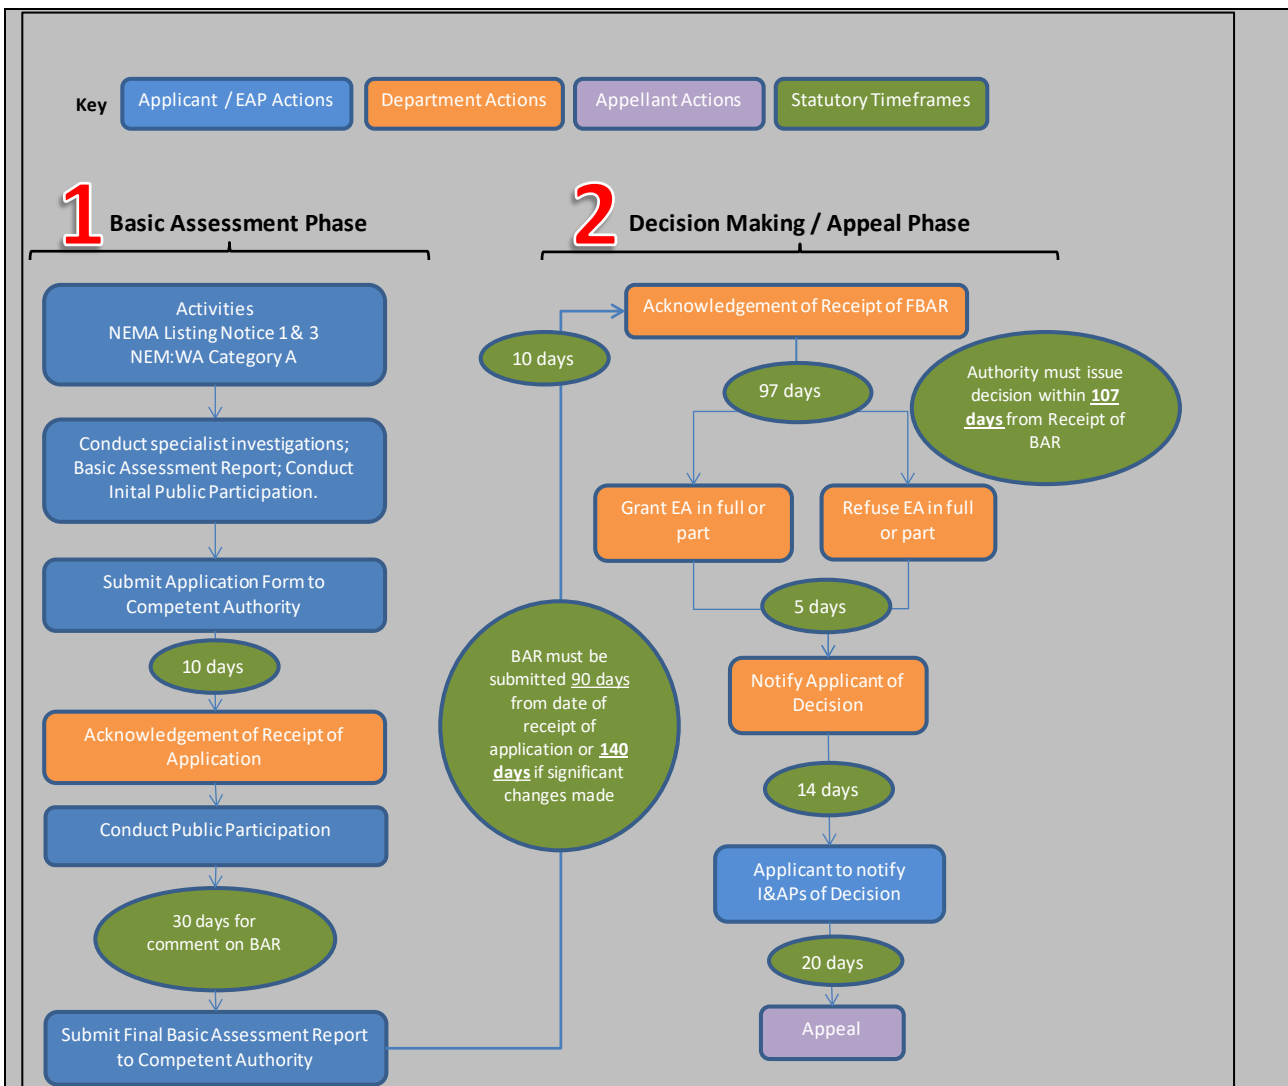 Key
Applicant / EAP Actions
Department Actions
Appellant Actions
Statutory Timeframes
1 Basic Assessment Phase
Activities
NEMA Listing Notice 1 & 3
NEM:WA Category A
Conduct specialist investigations;
Basic Assessment Report; Conduct
Inital Public Participation.
Submit Application Form to
Competent Authority
10 days
Acknowledgement of Receipt of
Application
Conduct Public Participation
30 days for
comment on BAR
Submit Final Basic Assessment Report
to Competent Authority
BAR must be
submitted 90 days
from date of
receipt of
application or 140
days if significant
changes made
10 days
2 Decision Making / Appeal Phase
Acknowledgement of Receipt of FBAR
97 days
Authority must issue
decision within 107
days from Receipt of
BAR
Grant EA in full or
part
Refuse EA in full
or part
5 days
Notify Applicant of
Decision
14 days
Applicant to notify
I&APs of Decision
20 days
Appeal